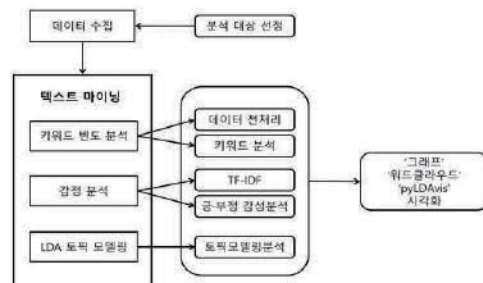 데이터 수집
분석 대상 선정
텍스트 마이닝
키워드 빈도 분석
감정 분석
LDA 토픽 모델링
데이터 전처리
키워드 분석
TF-IDF
긍·부정 감성분석
토픽모델링분석
'그래프'
'워드클라우드'
'pyLDAvis'
시각화